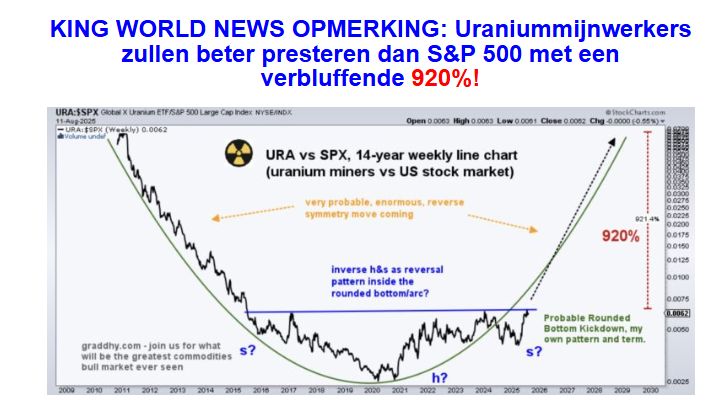 KING WORLD NEWS OPMERKING: Uraniummijnwerkers
zullen beter presteren dan S&P 500 met een
verbluffende 920%!
URA:$SPX Global X Uranium ETF/S&P 500 Large Cap Index NYSE/INDX
© StockCharts.com
11-Aug-2025
Open 0.0063 High 0.0063 Low 0.0061 Close 0.0062 Chg -0.0000 (-0.55%)
URA:$SPX (Weekly) 0.0062
Volume undef
URA vs SPX, 14-year weekly line chart
(uranium miners vs US stock market)
very probable, enormous, reverse
symmetry move coming
921.4%
920%
inverse h&s as reversal
pattern inside the
rounded bottom/arc?
Probable Rounded
Bottom Kickdown, my
own pattern and term.
graddhy.com - join us for what
will be the greatest commodities
bull market ever seen
s?
h?
s?
0.0300
0.0275
0.0250
0.0225
0.0200
0.0175
0.0150
0.0125
0.0100
0.0075
0.0062
0.0050
0.0025
2009 2010 2011 2012 2013 2014 2015 2016 2017 2018 2019 2020 2021 2022 2023 2024 2025 2026 2027 2028 2029 2030